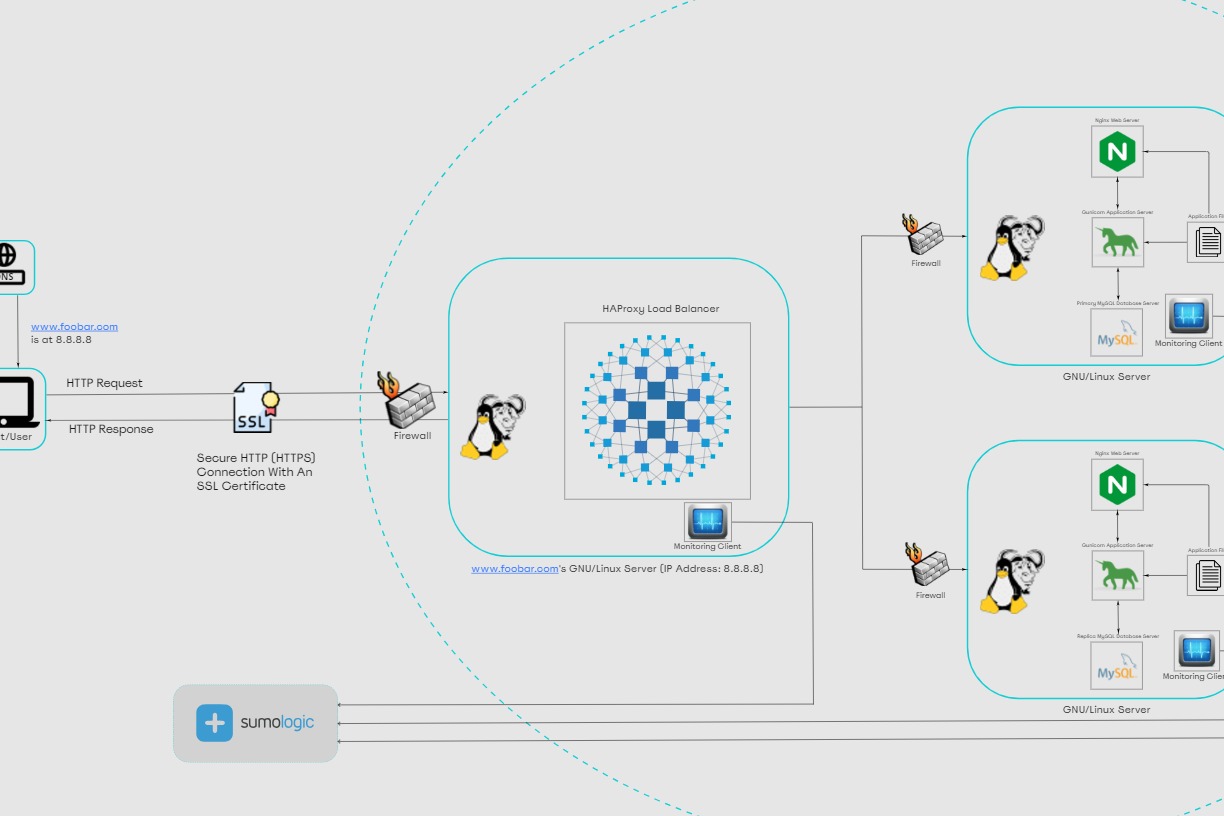 NS
www.foobar.com
is at 8.8.8.8
HTTP Request
HTTP Response
t/User
SSL
Secure HTTP (HTTPS)
Connection With An
SSL Certificate
Firewall
HAProxy Load Balancer
Monitoring Client
www.foobar.com's GNU/Linux Server (IP Address: 8.8.8.8)
sumologic
Firewall
Nginx Web Server
N
Gunicorn Application Server
Application Fil
Primary MySQL Database Server
MySQL
Monitoring Client
GNU/Linux Server
Firewall
Nginx Web Server
N
Gunicorn Application Server
Application Fil
Replica MySQL Database Server
MySQL
Monitoring Clie
GNU/Linux Server